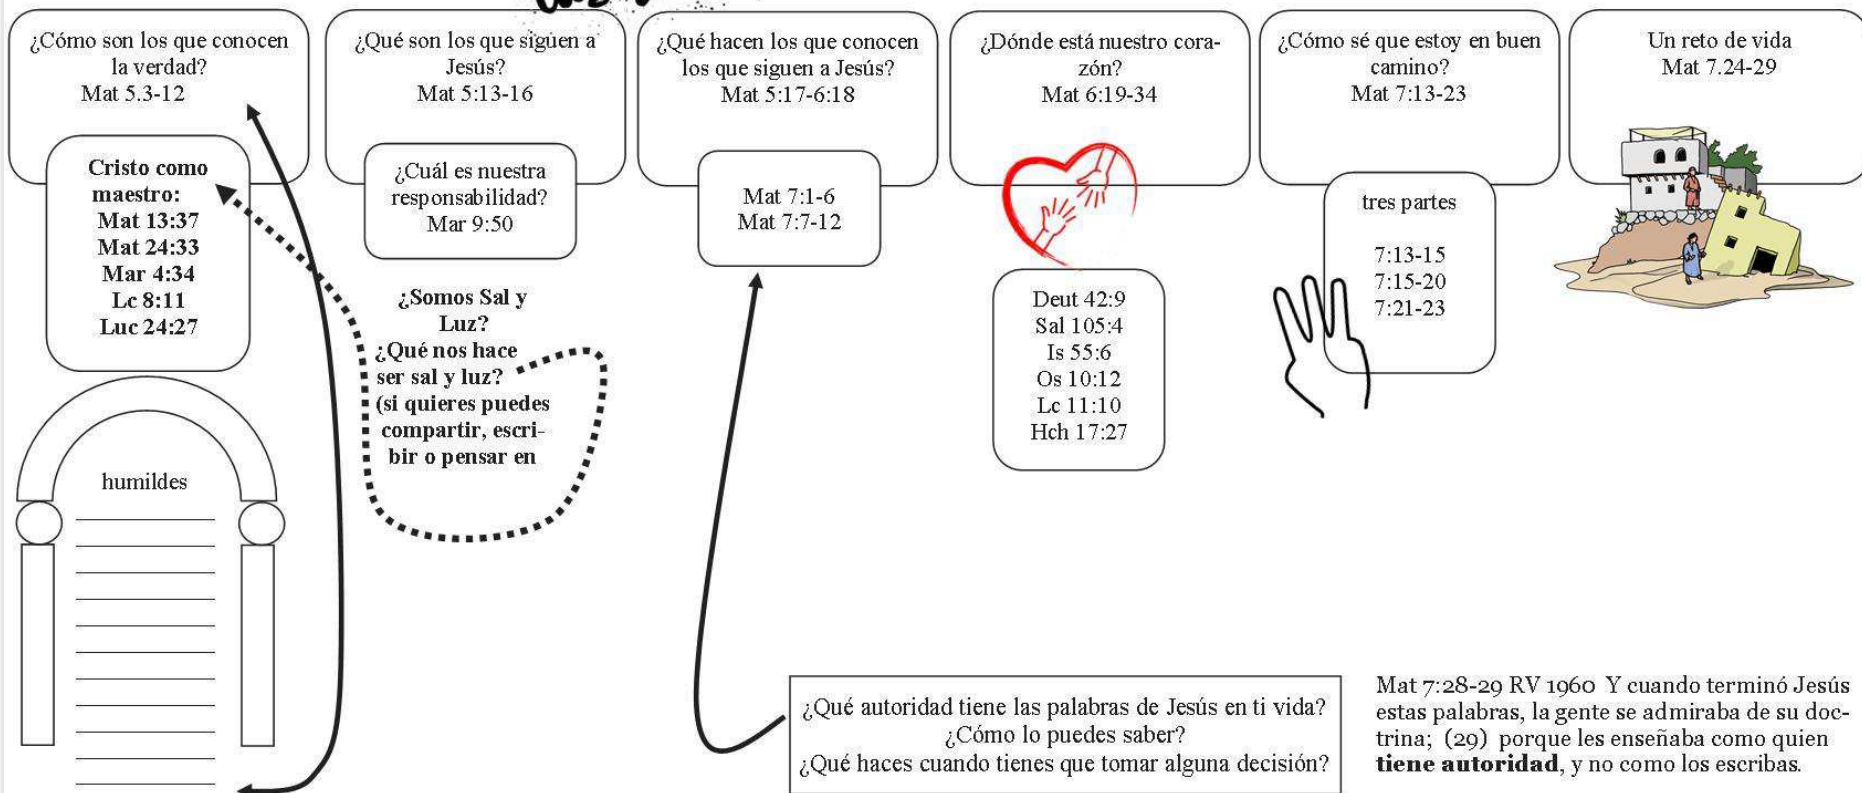 ¿Cómo son los que conocen
la verdad?
Mat 5.3-12
¿Qué son los que siguen a
Jesús?
Mat 5:13-16
¿Qué hacen los que conocen
los que siguen a Jesús?
Mat 5:17-6:18
¿Dónde está nuestro cora-
zón?
Mat 6:19-34
¿Cómo sé que estoy en buen
camino?
Mat 7:13-23
Un reto de vida
Mat 7.24-29
Cristo como
maestro:
Mat 13:37
Mat 24:33
Mar 4:34
Lc 8:11
Luc 24:27
¿Cuál es nuestra
responsabilidad?
Mar 9:50
Mat 7:1-6
Mat 7:7-12
tres partes
7:13-15
7:15-20
7:21-23
¿Somos Sal y
Luz?
¿Qué nos hace
ser sal y luz?
(si quieres puedes
compartir, escri-
bir o pensar en
Deut 42:9
Sal 105:4
Is 55:6
Os 10:12
Lc 11:10
Hch 17:27
humildes
¿Qué autoridad tiene las palabras de Jesús en ti vida?
¿Cómo lo puedes saber?
¿Qué haces cuando tienes que tomar alguna decisión?
Mat 7:28-29 RV 1960 Y cuando terminó Jesús
estas palabras, la gente se admiraba de su doc-
trina; (29) porque les enseñaba como quien
tiene autoridad, y no como los escribas.